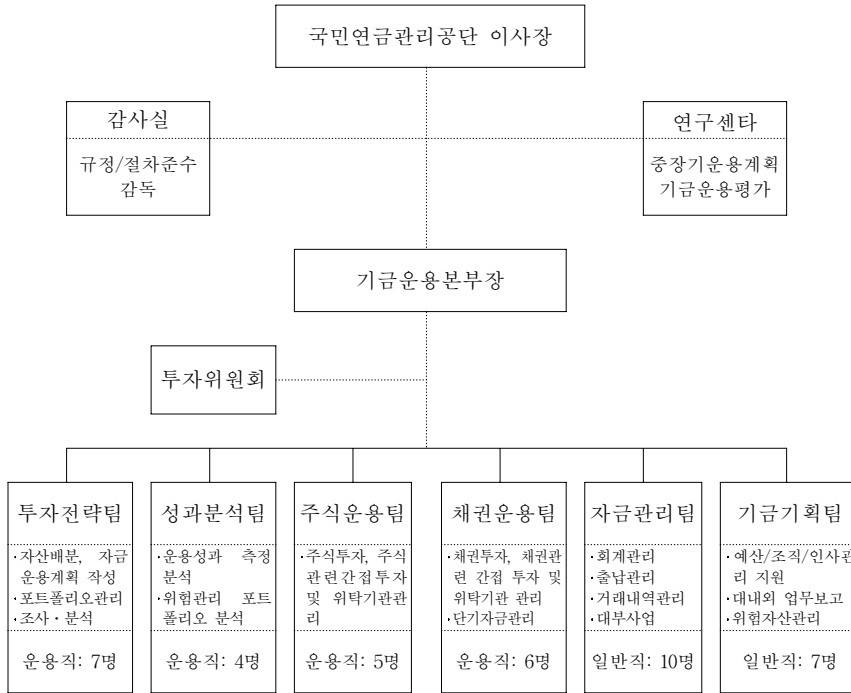 국민연금관리공단 이사장
감사실
규정/절차준수
감독
연구센타
중장기운용계획
기금운용평가
기금운용본부장
투자위원회
투자전략팀
·자산배분, 자금
운용계획 작성
·포트폴리오관리
·조사·분석
운용직: 7명
성과분석팀
·운용성과 측정
분석
·위험관리 포트
폴리오 분석
운용직: 4명
주식운용팀
·주식투자, 주식
관련간접투자
및 위탁기관관
리
운용직: 5명
채권운용팀
·채권투자, 채권관
련 간접 투자 및
위탁기관 관리
·단기자금관리
운용직: 6명
자금관리팀
·회계관리
·출납관리
·거래내역관리
·대부사업
일반직: 10명
기금기획팀
·예산/조직/인사관
리 지원
·대내외 업무보고
·위험자산관리
일반직: 7명